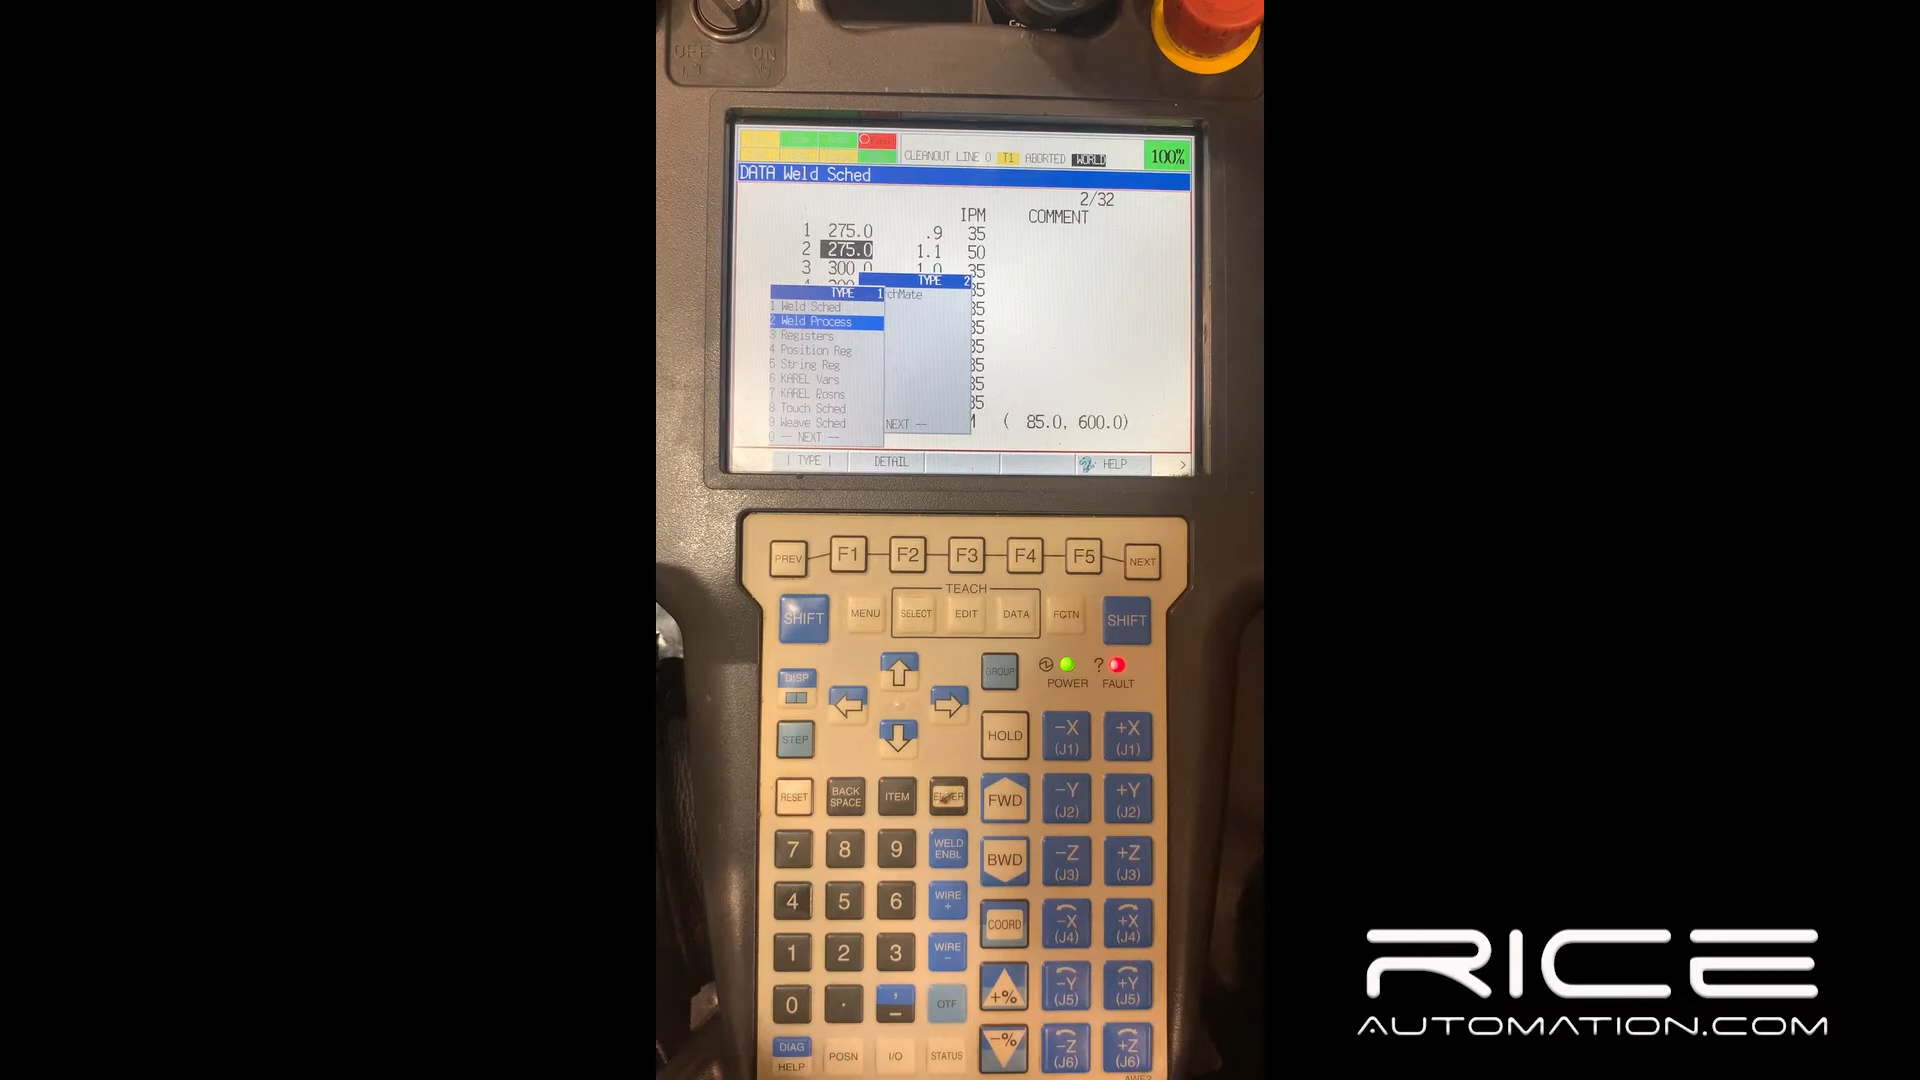 OFF ON
CLEANOUT LINE 0 T1 ABORTED WORLD
100%
DATA Weld Sched
2/32
IPM COMMENT
1 275.0 .9 35
2 275.0 1.1 50
3 300.0 1.0 35
TYPE 2
chMate
TYPE 1
1 Weld Sched
2 Weld Process
3 Registers
4 Position Reg
5 String Reg
6 KAREL Vars
7 KAREL Posns
8 Touch Sched
9 Weave Sched
0 -- NEXT --
NEXT --
( 85.0, 600.0)
[ TYPE ] DETAIL HELP >
PREV F1 F2 F3 F4 F5 NEXT
TEACH
SHIFT MENU SELECT EDIT DATA FCTN SHIFT
DISP GROUP POWER ? FAULT
STEP HOLD -X (J1) +X (J1)
RESET BACK SPACE ITEM ENTER FWD -Y (J2) +Y (J2)
7 8 9 WELD ENBL BWD -Z (J3) +Z (J3)
4 5 6 WIRE + COORD -X (J4) +X (J4)
1 2 3 WIRE - +% -Y (J5) +Y (J5)
0 . , - OTF -% -Z (J6) +Z (J6)
DIAG HELP POSN I/O STATUS
RICE
AUTOMATION.COM